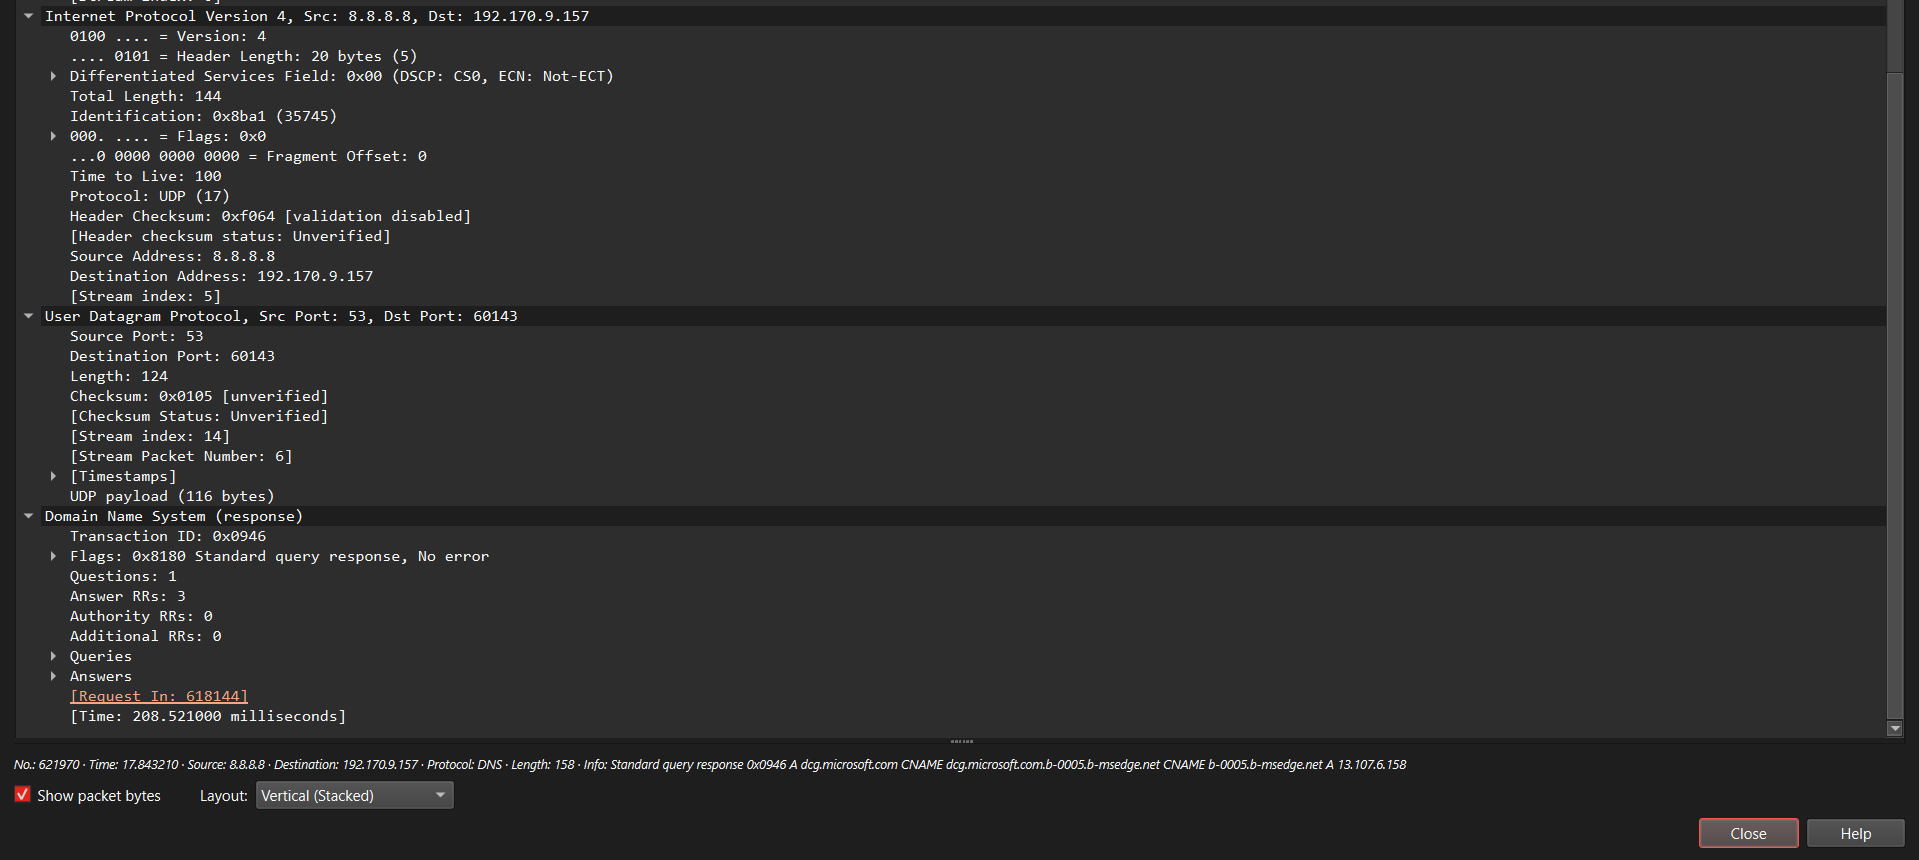 Internet Protocol Version 4, Src: 8.8.8.8, Dst: 192.170.9.157
0100 .... = Version: 4
.... 0101 = Header Length: 20 bytes (5)
Differentiated Services Field: 0x00 (DSCP: CS0, ECN: Not-ECT)
Total Length: 144
Identification: 0x8ba1 (35745)
000. .... = Flags: 0x0
...0 0000 0000 0000 = Fragment Offset: 0
Time to Live: 100
Protocol: UDP (17)
Header Checksum: 0xf064 [validation disabled]
[Header checksum status: Unverified]
Source Address: 8.8.8.8
Destination Address: 192.170.9.157
[Stream index: 5]
User Datagram Protocol, Src Port: 53, Dst Port: 60143
Source Port: 53
Destination Port: 60143
Length: 124
Checksum: 0x0105 [unverified]
[Checksum Status: Unverified]
[Stream index: 14]
[Stream Packet Number: 6]
[Timestamps]
UDP payload (116 bytes)
Domain Name System (response)
Transaction ID: 0x0946
Flags: 0x8180 Standard query response, No error
Questions: 1
Answer RRs: 3
Authority RRs: 0
Additional RRs: 0
Queries
Answers
[Request In: 618144]
[Time: 208.521000 milliseconds]
No.: 621970 · Time: 17.843210 · Source: 8.8.8.8 · Destination: 192.170.9.157 · Protocol: DNS · Length: 158 · Info: Standard query response 0x0946 A dcg.microsoft.com CNAME dcg.microsoft.com.b-0005.b-msedge.net CNAME b-0005.b-msedge.net A 13.107.6.158
Show packet bytes Layout: Vertical (Stacked)
Close Help